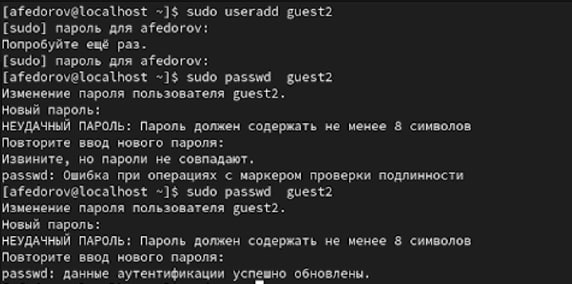 [afedorov@localhost ~]$ sudo useradd guest2
[sudo] пароль для afedorov:
Попробуйте ещё раз.
[sudo] пароль для afedorov:
[afedorov@localhost ~]$ sudo passwd  guest2
Изменение пароля пользователя guest2.
Новый пароль:
НЕУДАЧНЫЙ ПАРОЛЬ: Пароль должен содержать не менее 8 символов
Повторите ввод нового пароля:
Извините, но пароли не совпадают.
passwd: Ошибка при операциях с маркером проверки подлинности
[afedorov@localhost ~]$ sudo passwd  guest2
Изменение пароля пользователя guest2.
Новый пароль:
НЕУДАЧНЫЙ ПАРОЛЬ: Пароль должен содержать не менее 8 символов
Повторите ввод нового пароля:
passwd: данные аутентификации успешно обновлены.